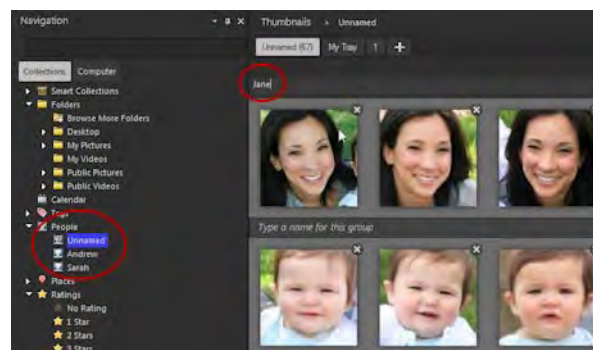 Navigation
Collections Computer
Smart Collections
Folders
Browse More Folders
Desktop
My Pictures
My Videos
Public Pictures
Public Videos
Calendar
Tags
People
Unnamed
Andrew
Sarah
Places
Ratings
No Rating
1 Star
2 Stars
3 Stars
Thumbnails » Unnamed
Unnamed (67) My Tray 1
Jane
Type a name for this group